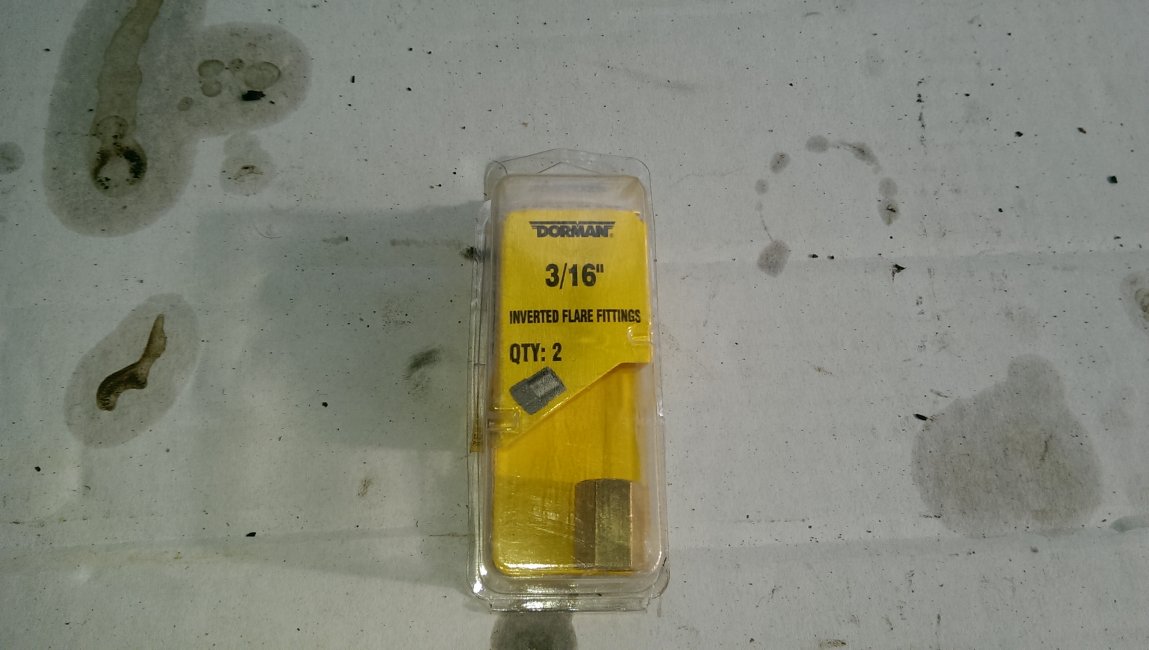 DORMAN®
3/16"
INVERTED FLARE FITTINGS
QTY: 2